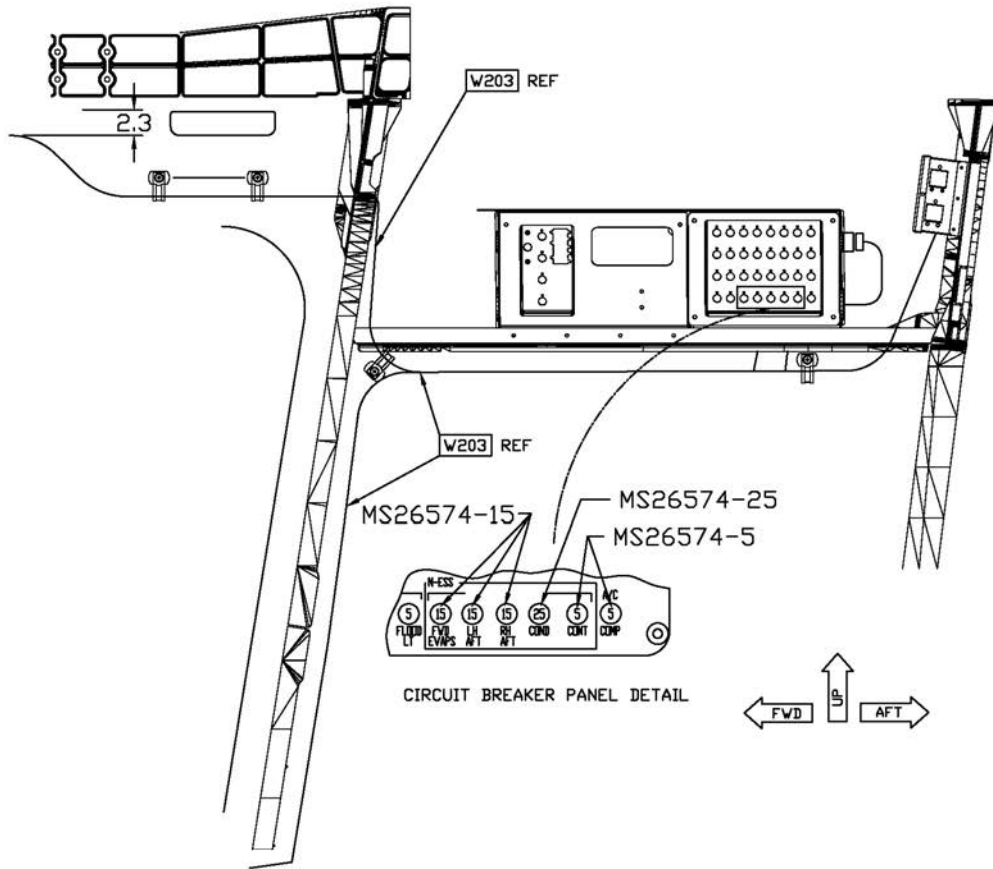 W203 REF
2.3
W203 REF
MS26574-15
MS26574-25
MS26574-5
N-ESS
A/C
5 15 15 15 25 5 5
FLOOD FWD LH RH COND CONT COMP
LT EVAPS AFT AFT
CIRCUIT BREAKER PANEL DETAIL
FWD UP AFT